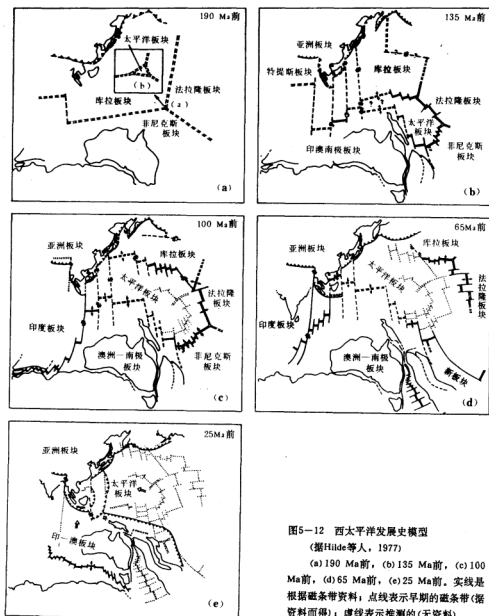 190 Ma前
太平洋板块
(b)
法拉隆板块
库拉板块
(a)
菲尼克斯
板块
(a)
135 Ma前
亚洲板块
特提斯板块
库拉板块
法拉隆板块
太平洋
板块
菲尼克斯
板块
印澳南极板块
(b)
100 Ma前
亚洲板块
库拉板块
太平洋板块
法拉隆
板块
印度板块
澳洲—南极
板块
菲尼克斯
板块
(c)
65Ma前
亚洲板块
库拉板块
太平洋板块
法拉隆板块
印度板块
澳洲—南极
板块
新板块
(d)
25Ma前
亚洲板块
太平洋
板块
印—澳板块
(e)
图5—12 西太平洋发展史模型
(据Hilde等人，1977)
(a)190 Ma前，(b)135 Ma前，(c)100
Ma前，(d)65 Ma前，(e)25 Ma前。实线是
根据磁条带资料；点线表示早期的磁条带(据
资料而得)；虚线表示推测的(无资料)